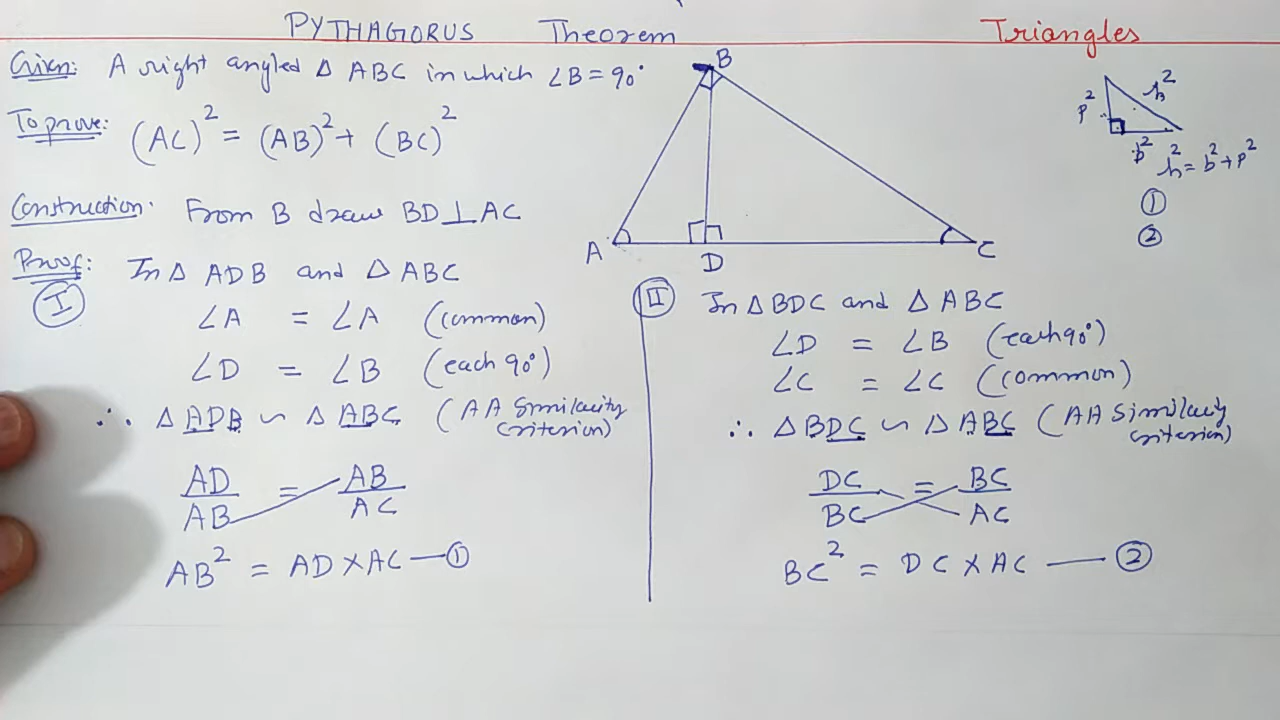 PYTHAGORUS Theorem
Triangles
Given: A right angled Δ ABC in which ∠B = 90°
To prove: (AC)² = (AB)² + (BC)²
Construction: From B draw BD⊥AC
B
A
D
C
p²
h²
b²
h² = b² + p²
①
②
Proof: In Δ ADB and Δ ABC
Ⓘ
∠A = ∠A (common)
∠D = ∠B (each 90°)
∴ Δ ADB ∽ Δ ABC (AA Similarity
criterion)
AD/AB = AB/AC
AB² = AD × AC —①
Ⅱ In Δ BDC and Δ ABC
∠D = ∠B (each 90°)
∠C = ∠C (common)
∴ Δ BDC ∽ Δ ABC (AA Similarity
criterion)
DC/BC = BC/AC
BC² = DC × AC —②